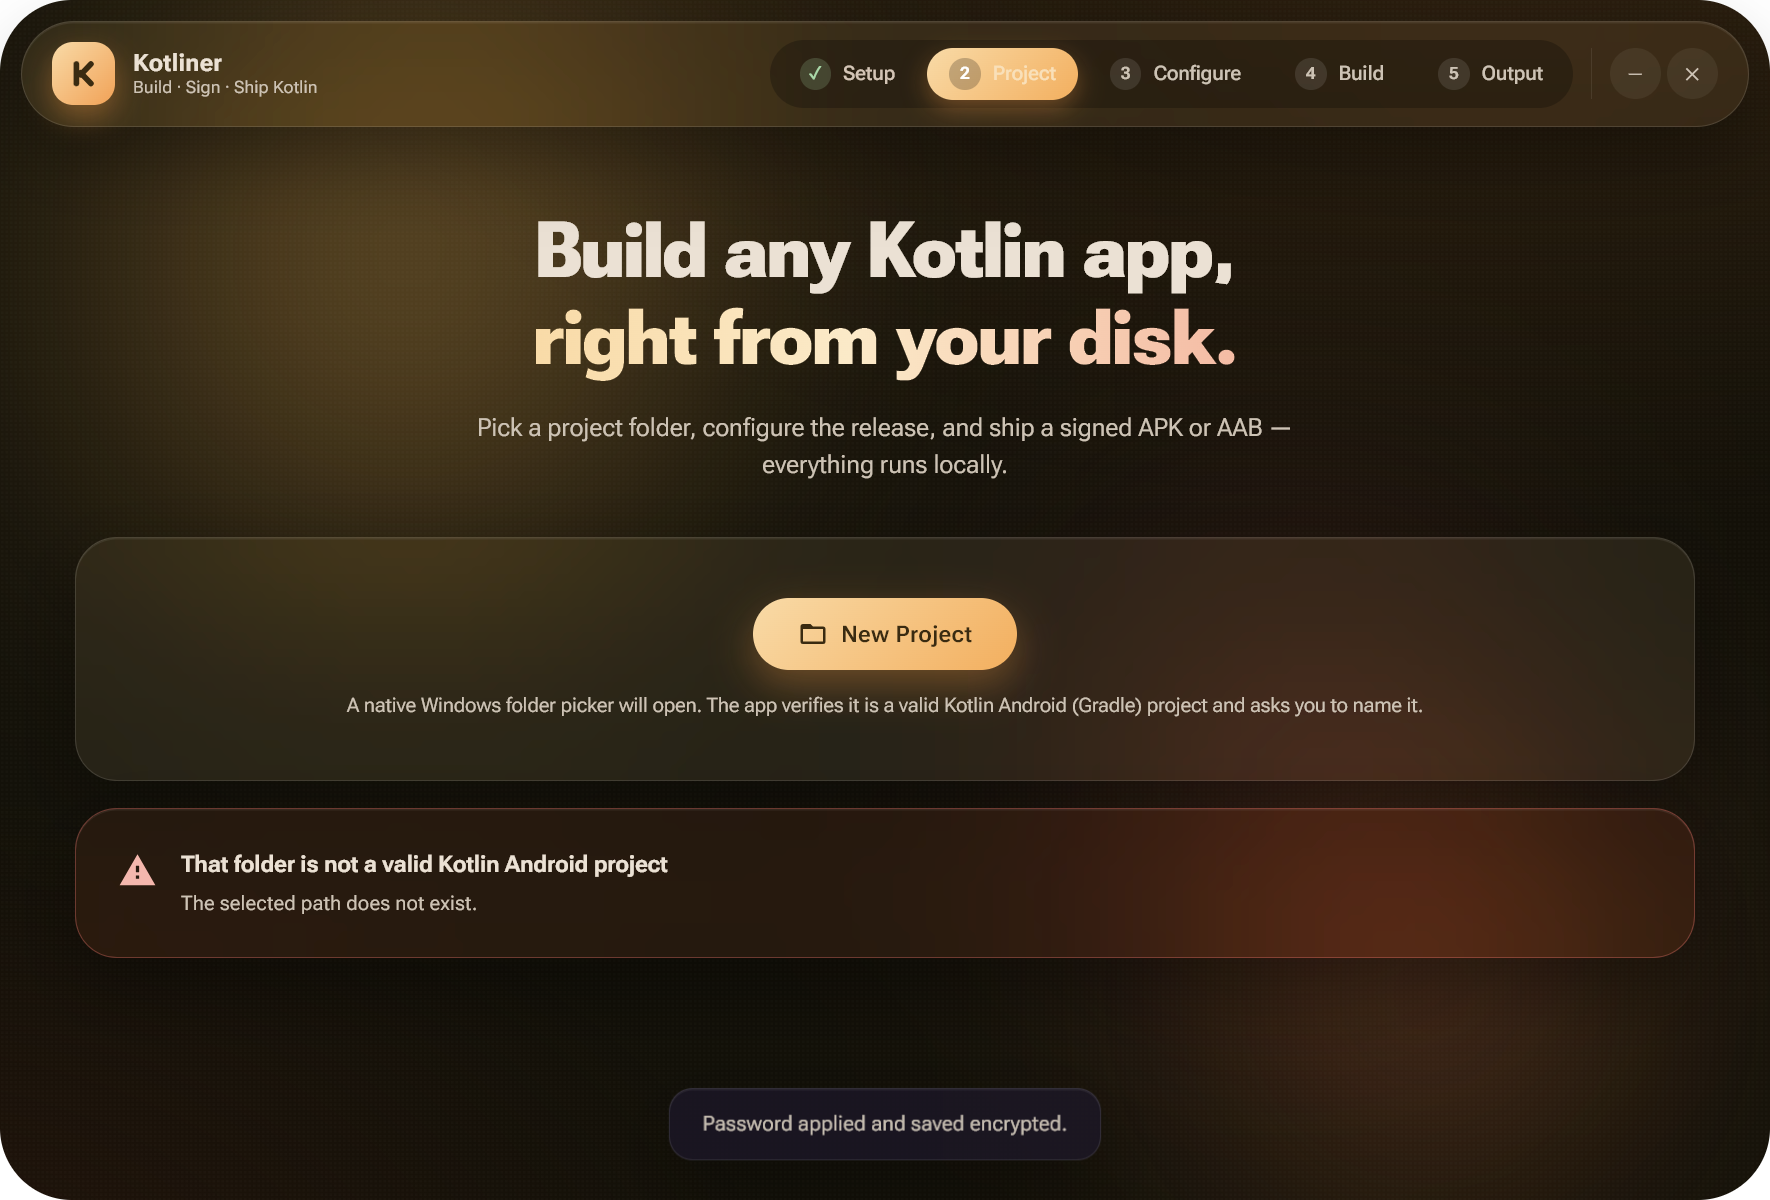 K
Kotliner
Build · Sign · Ship Kotlin
✓ Setup
2 Project
3 Configure
4 Build
5 Output
Build any Kotlin app,
right from your disk.
Pick a project folder, configure the release, and ship a signed APK or AAB —
everything runs locally.
New Project
A native Windows folder picker will open. The app verifies it is a valid Kotlin Android (Gradle) project and asks you to name it.
That folder is not a valid Kotlin Android project
The selected path does not exist.
Password applied and saved encrypted.